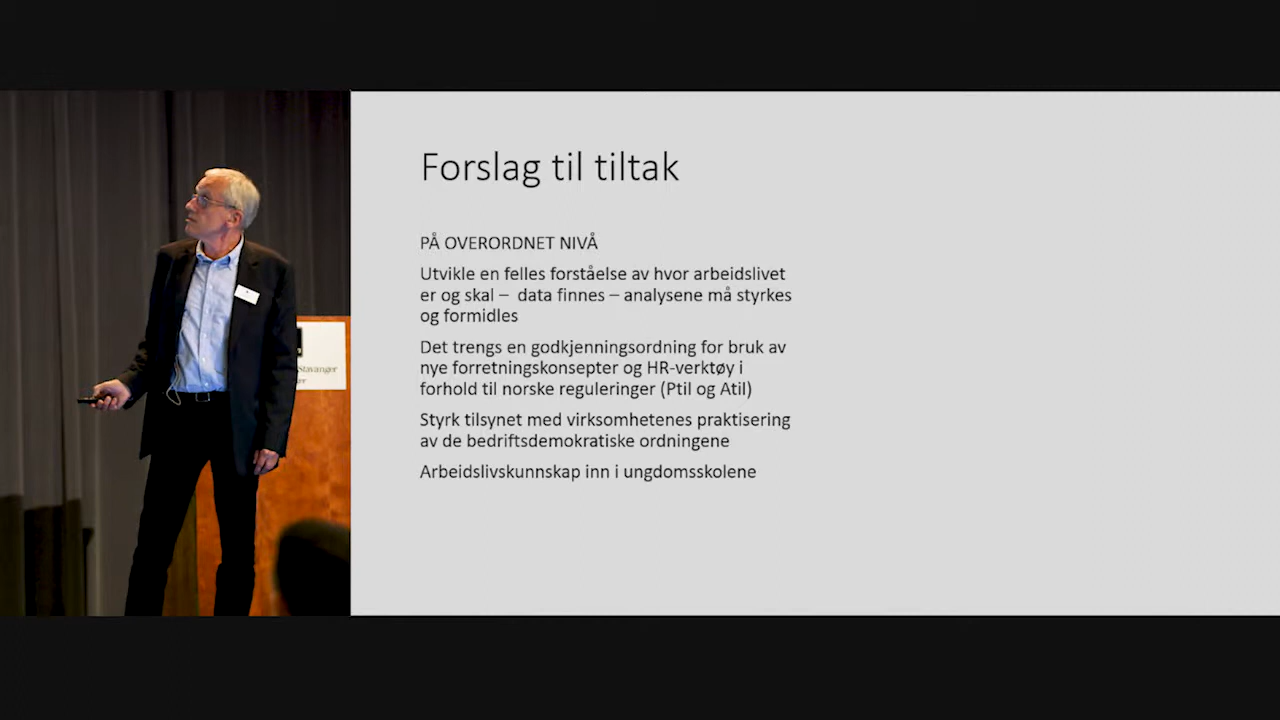 Forslag til tiltak
PÅ OVERORDNET NIVÅ
Utvikle en felles forståelse av hvor arbeidslivet
er og skal – data finnes – analysene må styrkes
og formidles
Det trengs en godkjenningsordning for bruk av
nye forretningskonsepter og HR-verktøy i
forhold til norske reguleringer (Ptil og Atil)
Styrk tilsynet med virksomhetenes praktisering
av de bedriftsdemokratiske ordningene
Arbeidslivskunnskap inn i ungdomsskolene
Stavanger